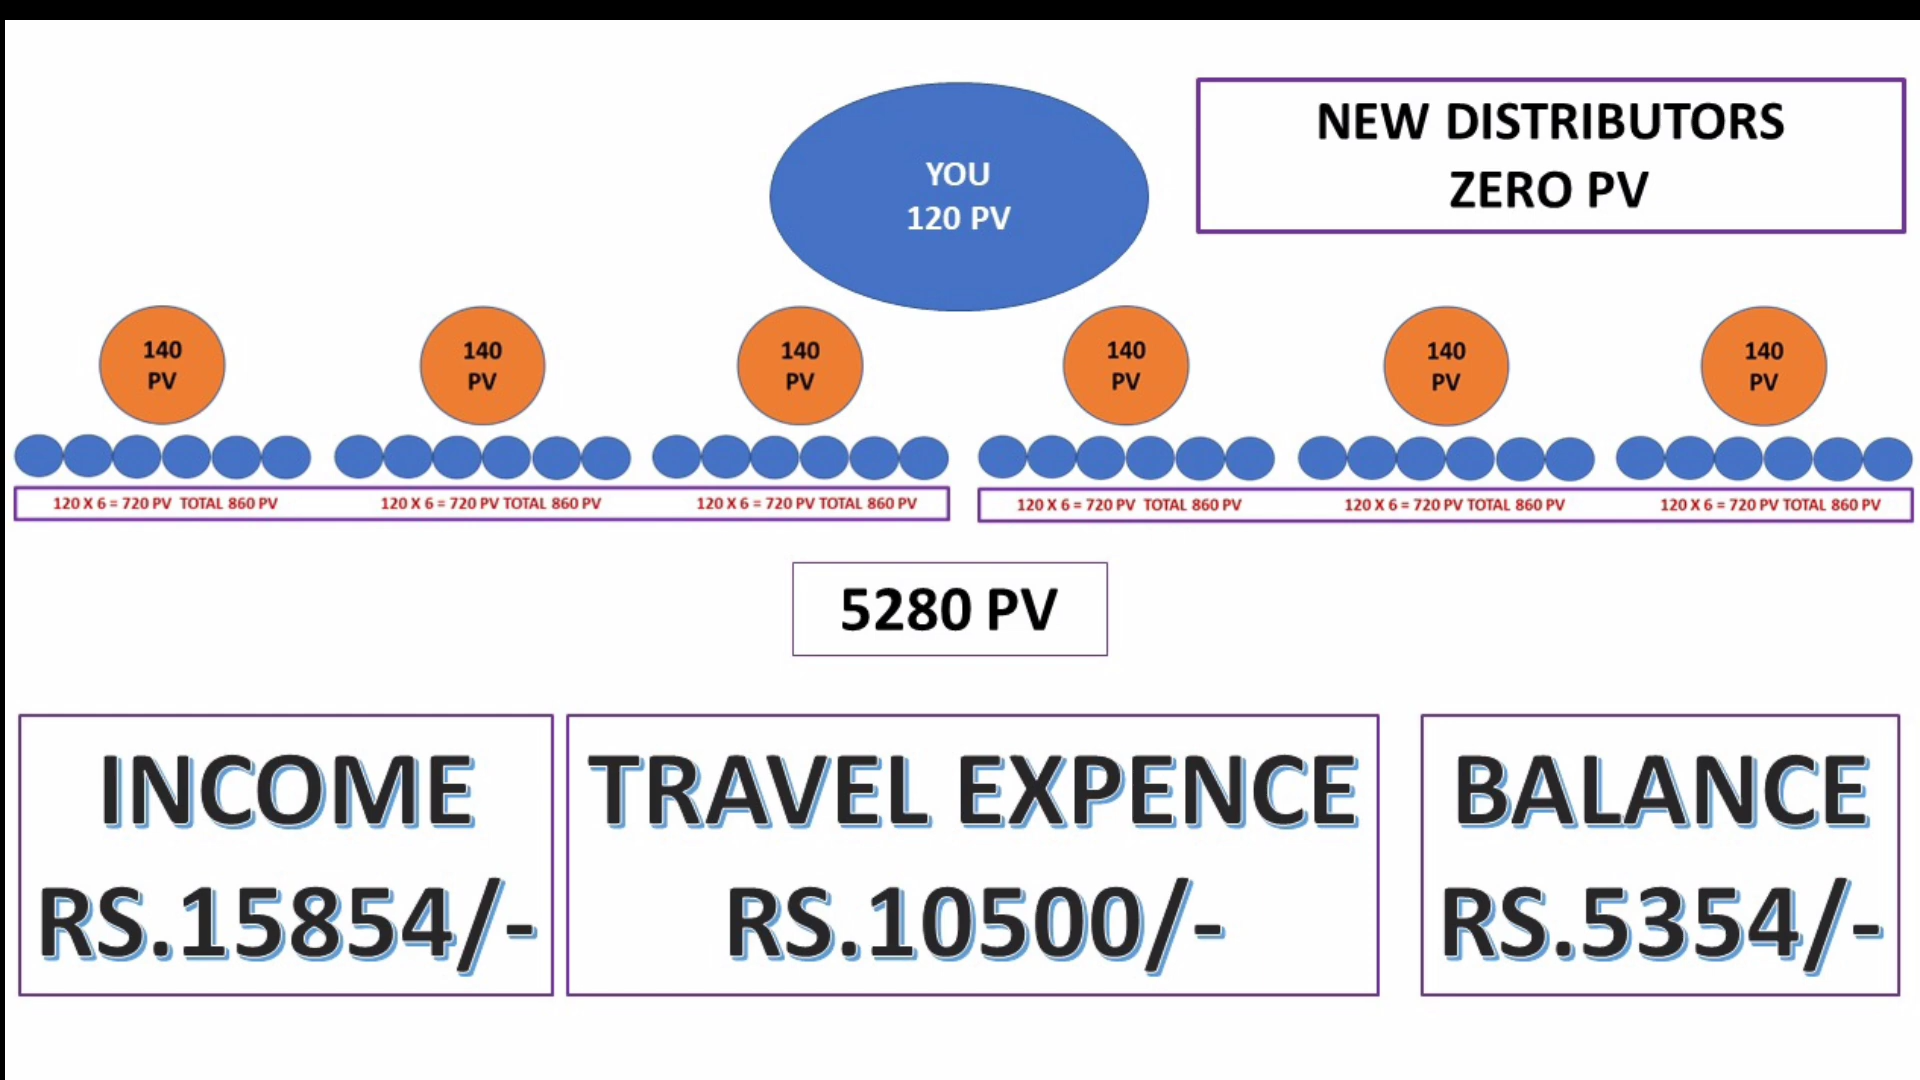 YOU
120 PV
NEW DISTRIBUTORS
ZERO PV
140
PV
140
PV
140
PV
140
PV
140
PV
140
PV
120 X 6 = 720 PV  TOTAL 860 PV
120 X 6 = 720 PV TOTAL 860 PV
120 X 6 = 720 PV TOTAL 860 PV
120 X 6 = 720 PV  TOTAL 860 PV
120 X 6 = 720 PV TOTAL 860 PV
120 X 6 = 720 PV TOTAL 860 PV
5280 PV
INCOME
RS.15854/-
TRAVEL EXPENCE
RS.10500/-
BALANCE
RS.5354/-